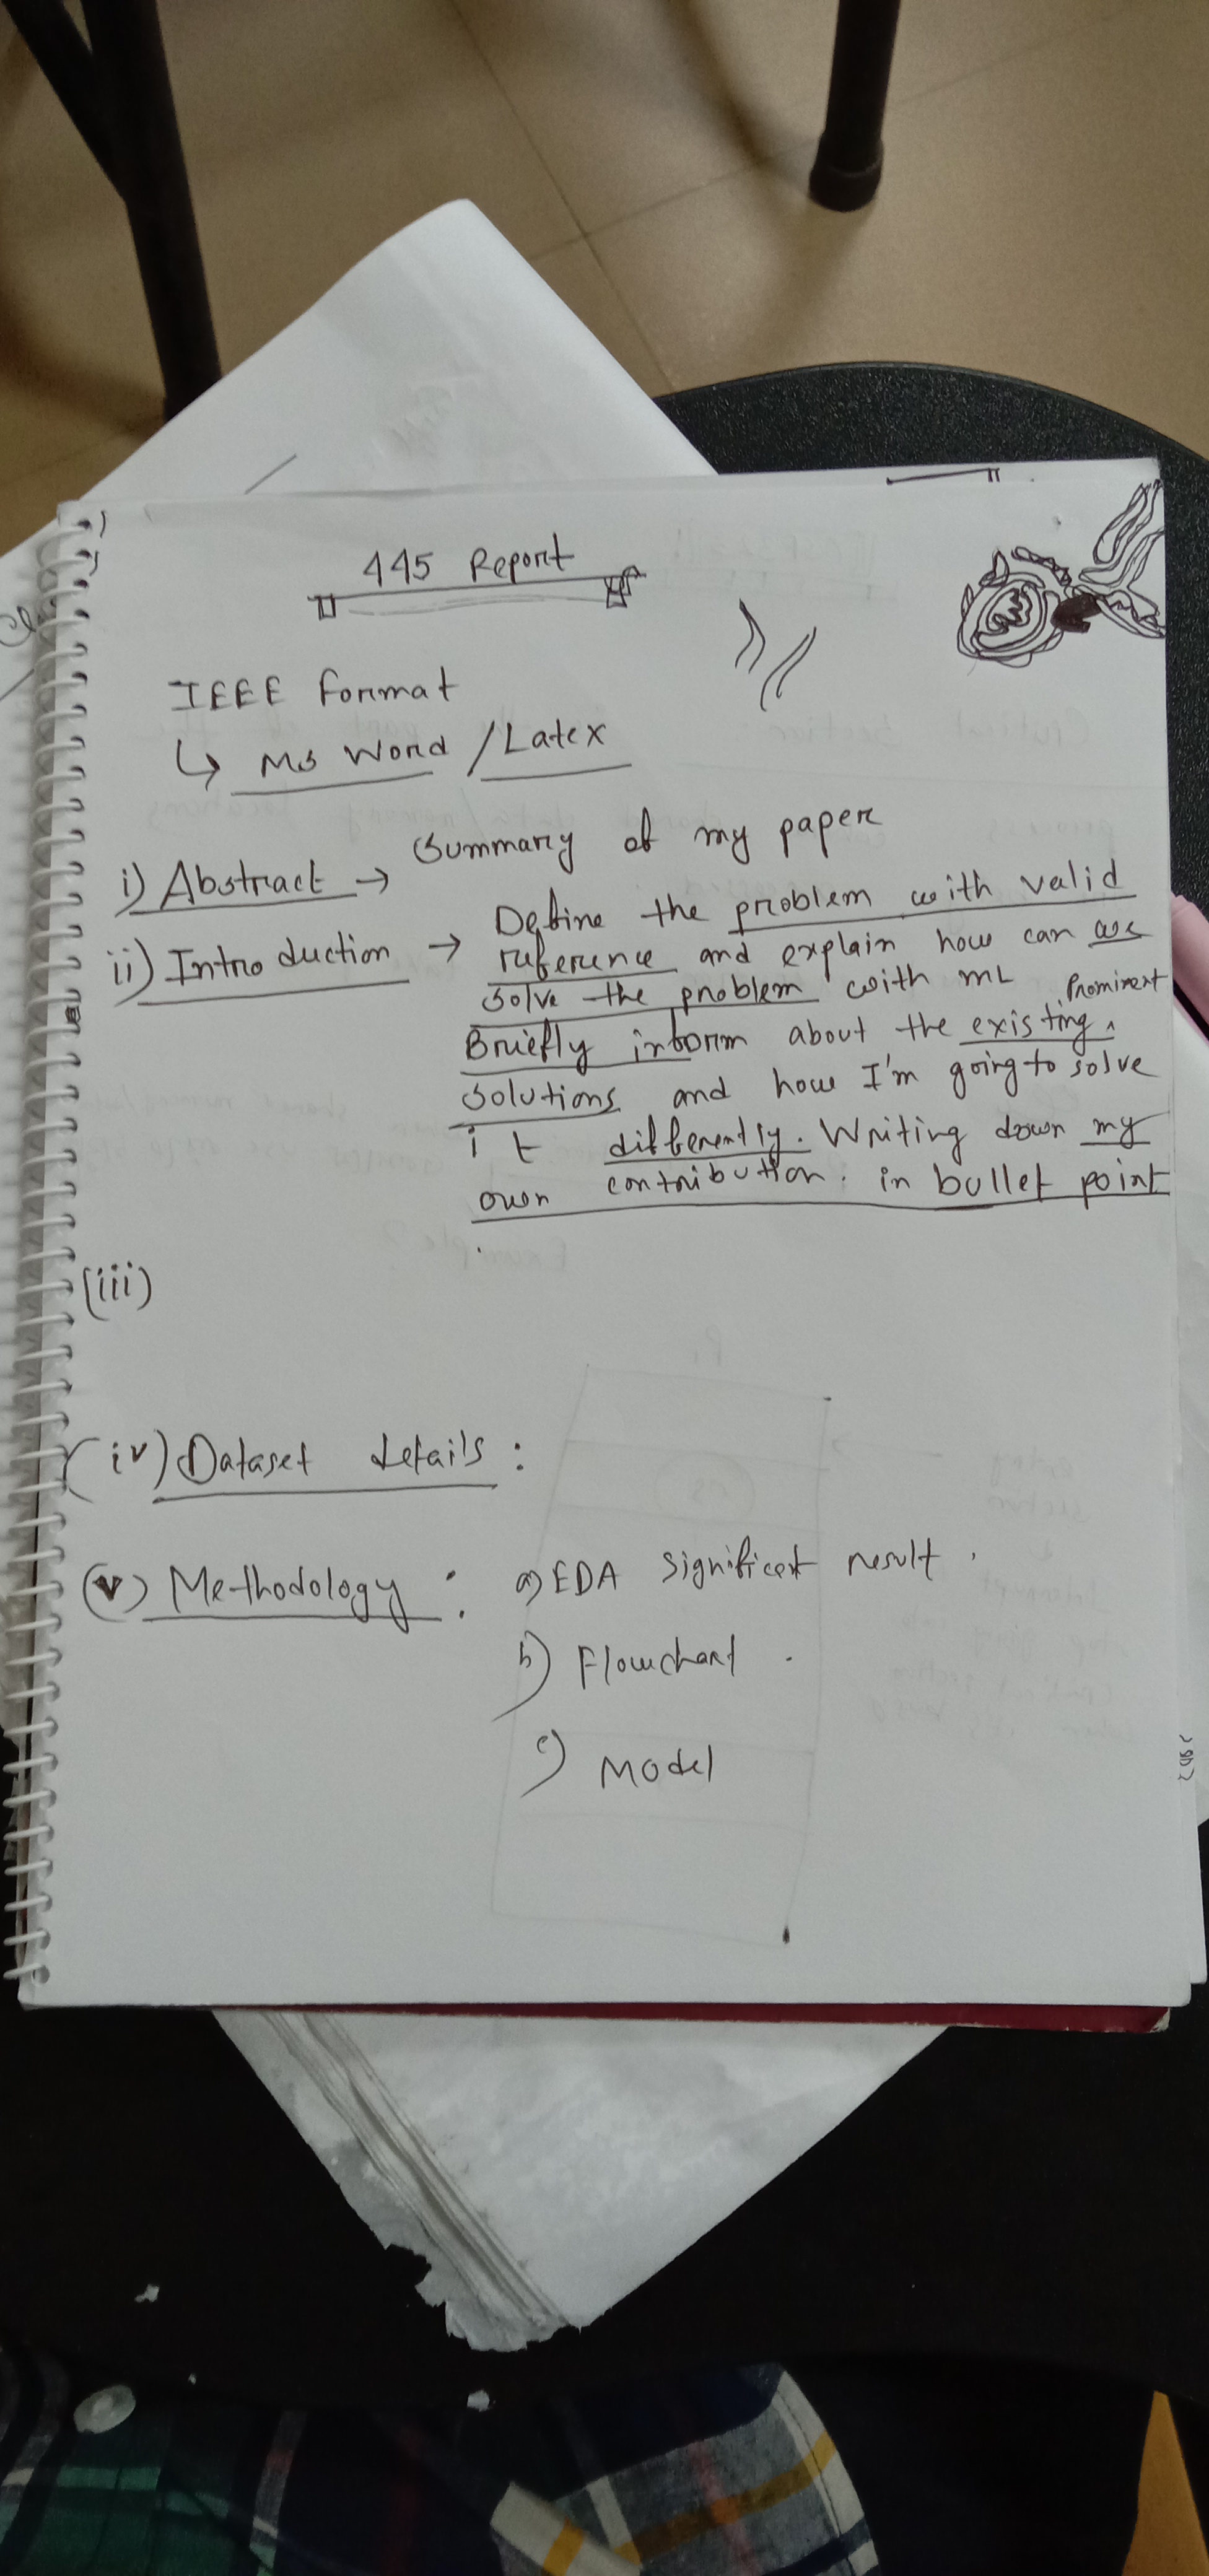 445 Report
IEEE format
↳ MS Word / Latex
i) Abstract → Summary of my paper
ii) Introduction → Define the problem with valid
reference and explain how can we
solve the problem with ML
Briefly inform about the existing ^ Prominent
solutions and how I'm going to solve
it differently. Writing down my
own contribution. in bullet point
(iii)
(iv) Dataset details :
(v) Methodology : a) EDA significant result.
b) Flowchart.
c) Model